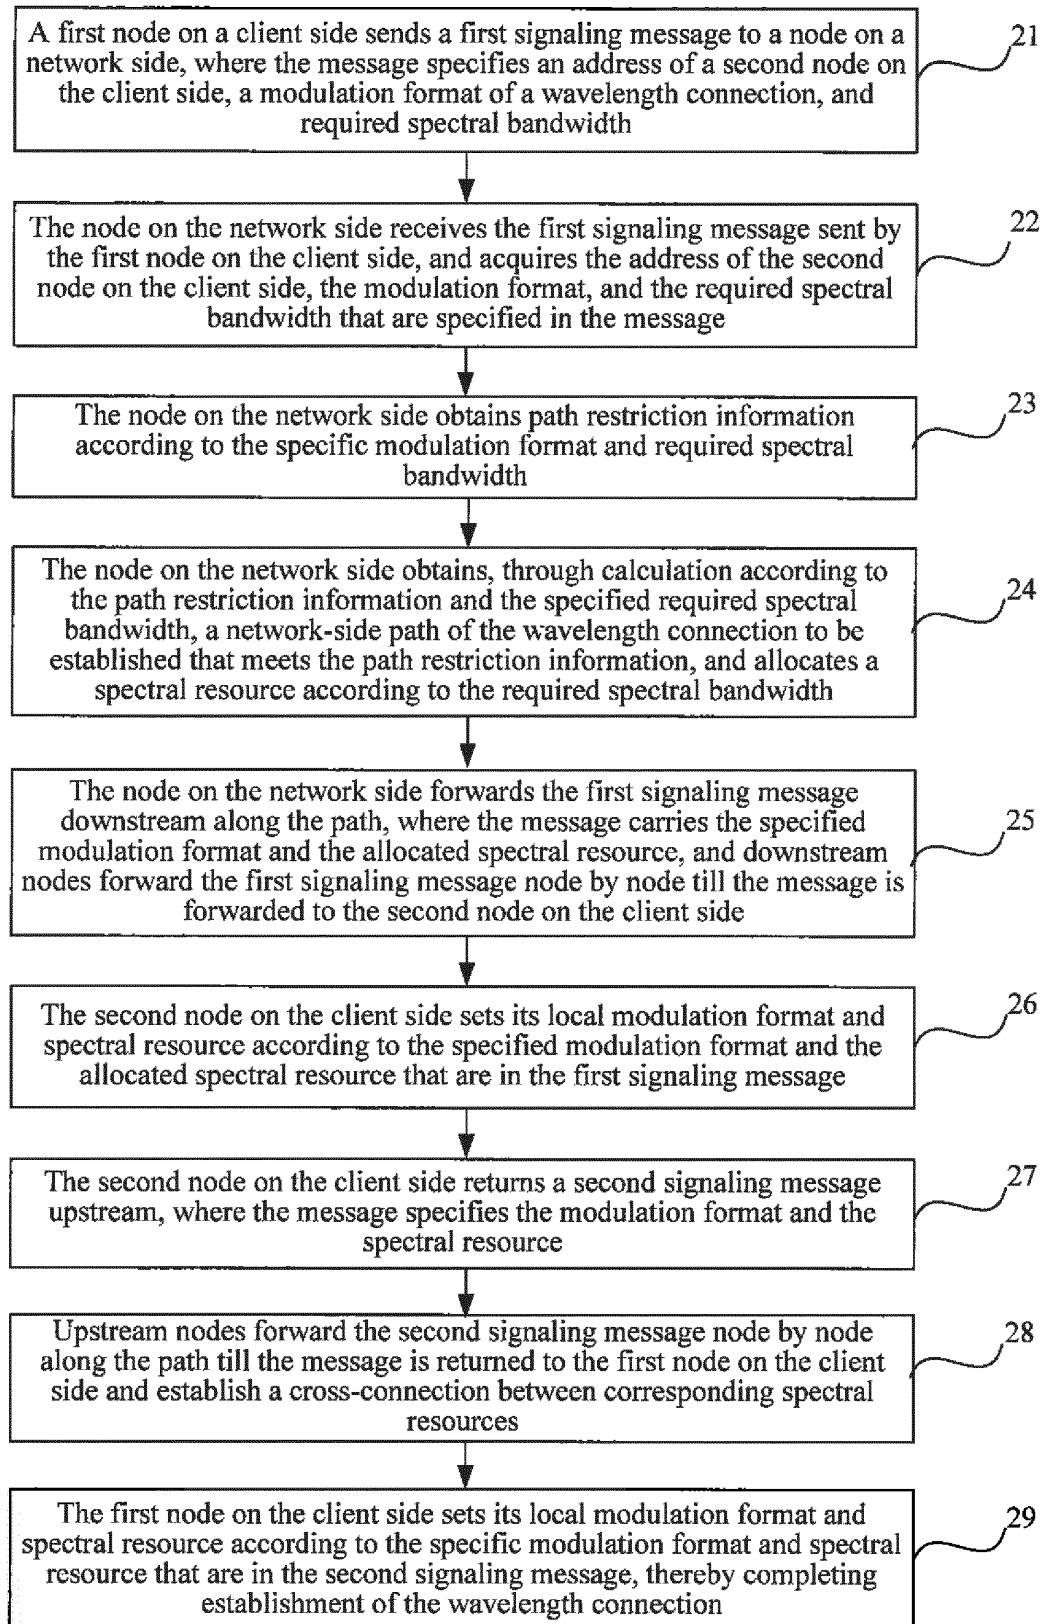 A first node on a client side sends a first signaling message to a node on a
network side, where the message specifies an address of a second node on
the client side, a modulation format of a wavelength connection, and
required spectral bandwidth
21
The node on the network side receives the first signaling message sent by
the first node on the client side, and acquires the address of the second
node on the client side, the modulation format, and the required spectral
bandwidth that are specified in the message
22
The node on the network side obtains path restriction information
according to the specific modulation format and required spectral
bandwidth
23
The node on the network side obtains, through calculation according to
the path restriction information and the specified required spectral
bandwidth, a network-side path of the wavelength connection to be
established that meets the path restriction information, and allocates a
spectral resource according to the required spectral bandwidth
24
The node on the network side forwards the first signaling message
downstream along the path, where the message carries the specified
modulation format and the allocated spectral resource, and downstream
nodes forward the first signaling message node by node till the message is
forwarded to the second node on the client side
25
The second node on the client side sets its local modulation format and
spectral resource according to the specified modulation format and the
allocated spectral resource that are in the first signaling message
26
The second node on the client side returns a second signaling message
upstream, where the message specifies the modulation format and the
spectral resource
27
Upstream nodes forward the second signaling message node by node
along the path till the message is returned to the first node on the client
side and establish a cross-connection between corresponding spectral
resources
28
The first node on the client side sets its local modulation format and
spectral resource according to the specific modulation format and spectral
resource that are in the second signaling message, thereby completing
establishment of the wavelength connection
29